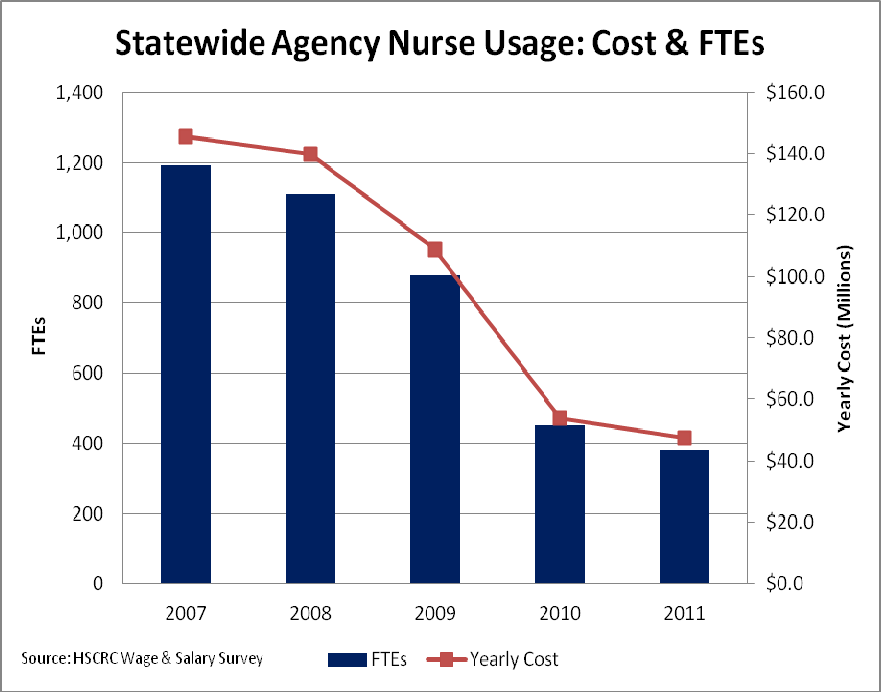 Statewide Agency Nurse Usage: Cost & FTEs
1,400
1,200
1,000
800
600
400
200
0
FTEs
$160.0
$140.0
$120.0
$100.0
$80.0
$60.0
$40.0
$20.0
$0.0
Yearly Cost (Millions)
2007 2008 2009 2010 2011
Source: HSCRC Wage & Salary Survey
FTEs Yearly Cost